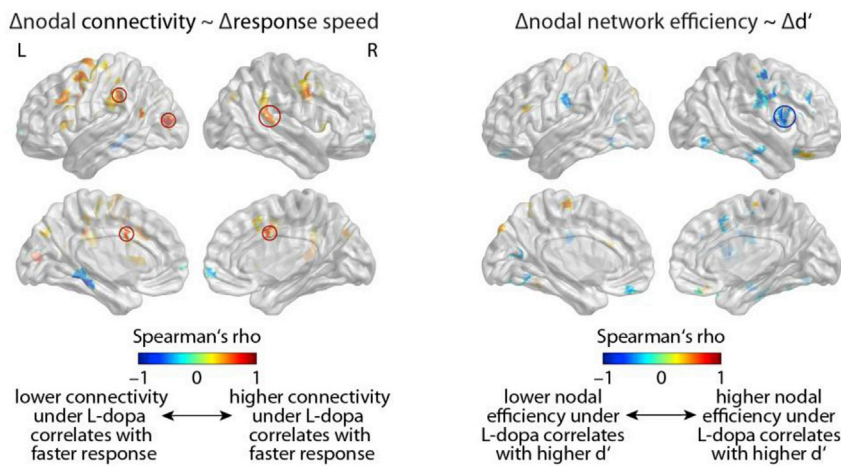 Δnodal connectivity ~ Δresponse speed
L
R
Spearman‘s rho
−1 0 1
lower connectivity
under L-dopa
correlates with
faster response
higher connectivity
under L-dopa
correlates with
faster response
Δnodal network efficiency ~ Δd‘
Spearman‘s rho
−1 0 1
lower nodal
efficiency under
L-dopa correlates
with higher d‘
higher nodal
efficiency under
L-dopa correlates
with higher d‘